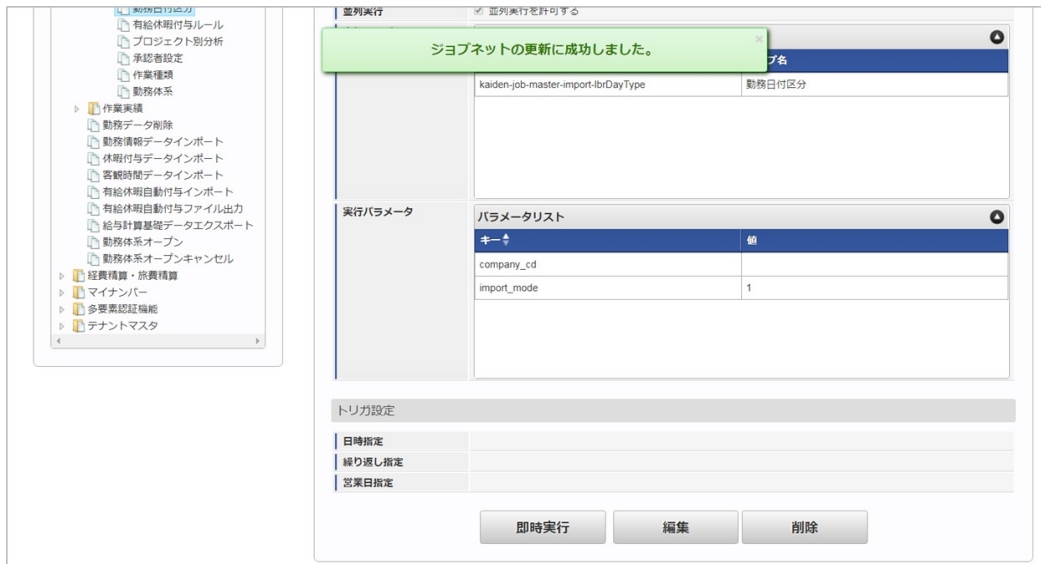 勤務日付区分
有給休暇付与ルール
プロジェクト別分析
承認者設定
作業種類
勤務体系
作業実績
勤務データ削除
勤務情報データインポート
休暇付与データインポート
客観時間データインポート
有給休暇自動付与インポート
有給休暇自動付与ファイル出力
給与計算基礎データエクスポート
勤務体系オープン
勤務体系オープンキャンセル
経費精算・旅費精算
マイナンバー
多要素認証機能
テナントマスタ
並列実行
並列実行を許可する
ジョブネットの更新に成功しました。
ブ名
kaiden-job-master-import-lbrDayType
勤務日付区分
実行パラメータ
パラメータリスト
キー
値
company_cd
import_mode
1
トリガ設定
日時指定
繰り返し指定
営業日指定
即時実行
編集
削除